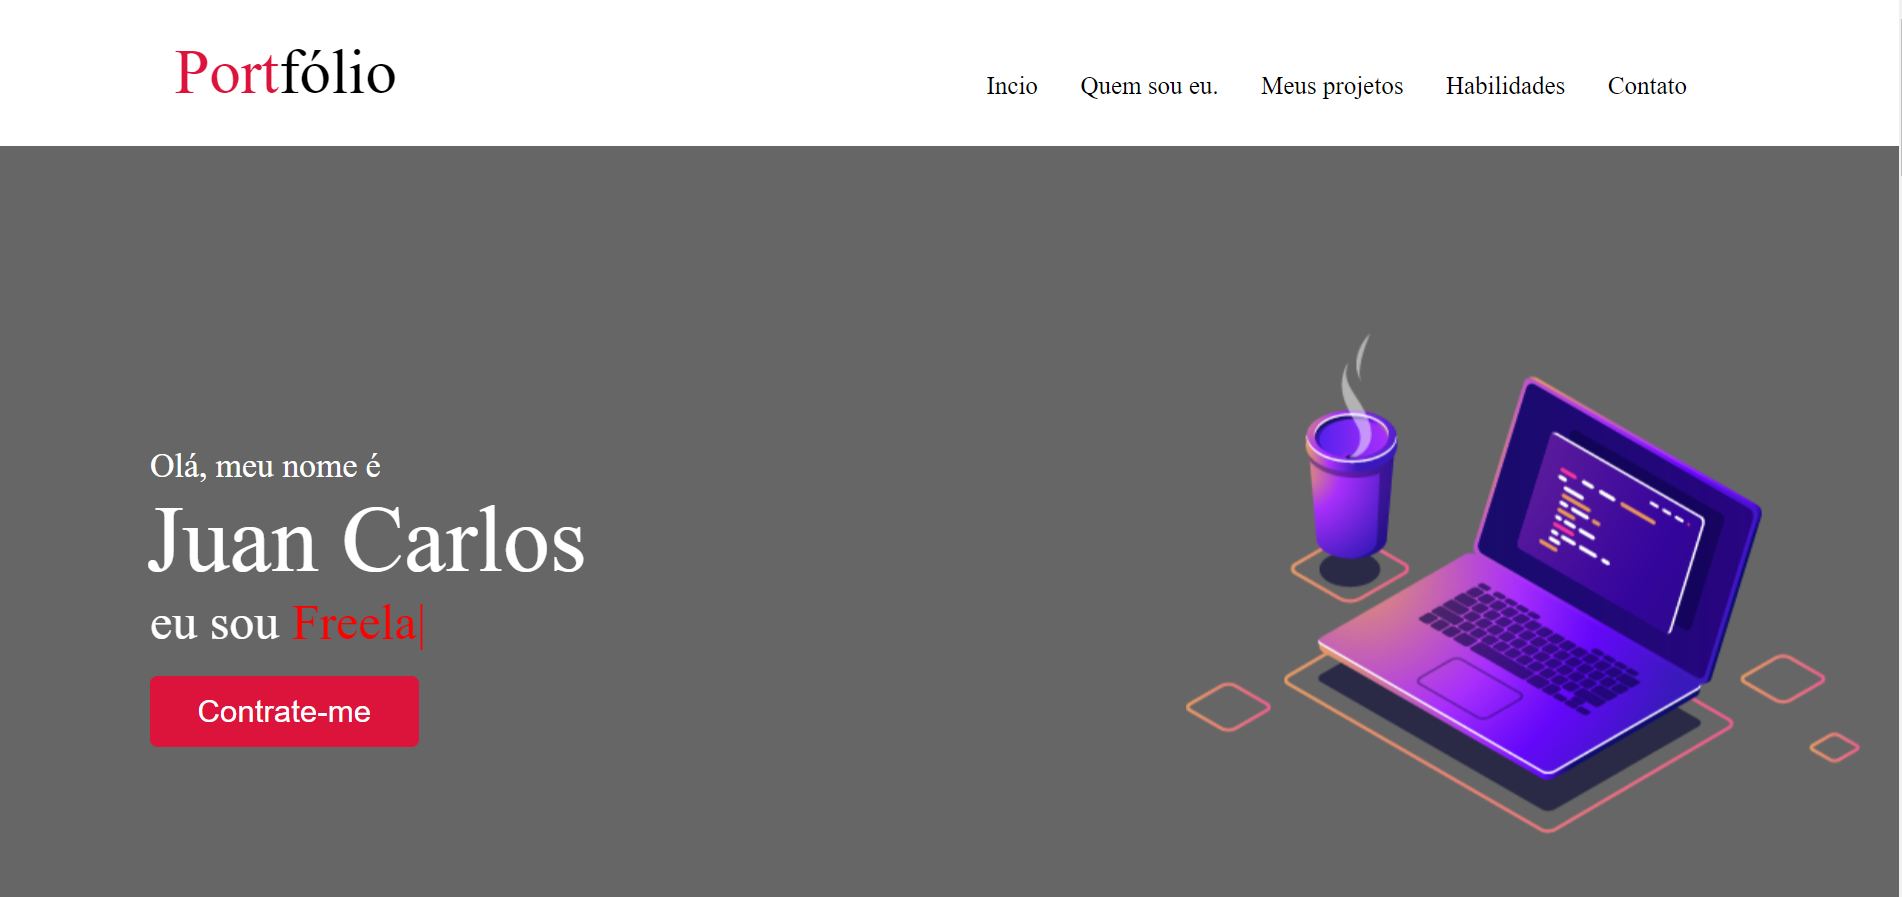 Portfólio
Incio Quem sou eu. Meus projetos Habilidades Contato
Olá, meu nome é
Juan Carlos
eu sou Freela|
Contrate-me